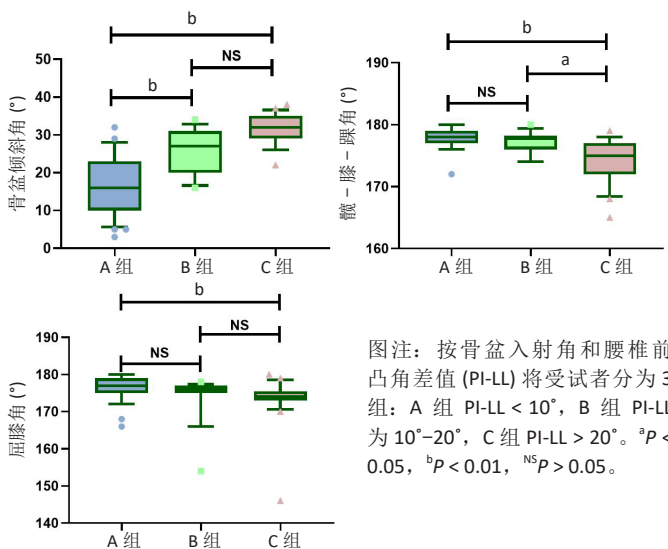 b
NS
b
50
40
30
20
10
0
骨盆倾斜角 (°)
A 组
B 组
C 组
b
a
NS
190
180
170
160
髋－膝－踝角 (°)
A 组
B 组
C 组
b
NS
NS
190
180
170
160
150
140
屈膝角 (°)
A 组
B 组
C 组
图注：按骨盆入射角和腰椎前
凸角差值 (PI-LL) 将受试者分为 3
组：A 组 PI-LL < 10°，B 组 PI-LL
为 10°–20°，C 组 PI-LL > 20°。ᵃP <
0.05，ᵇP < 0.01，ᴺˢP > 0.05。